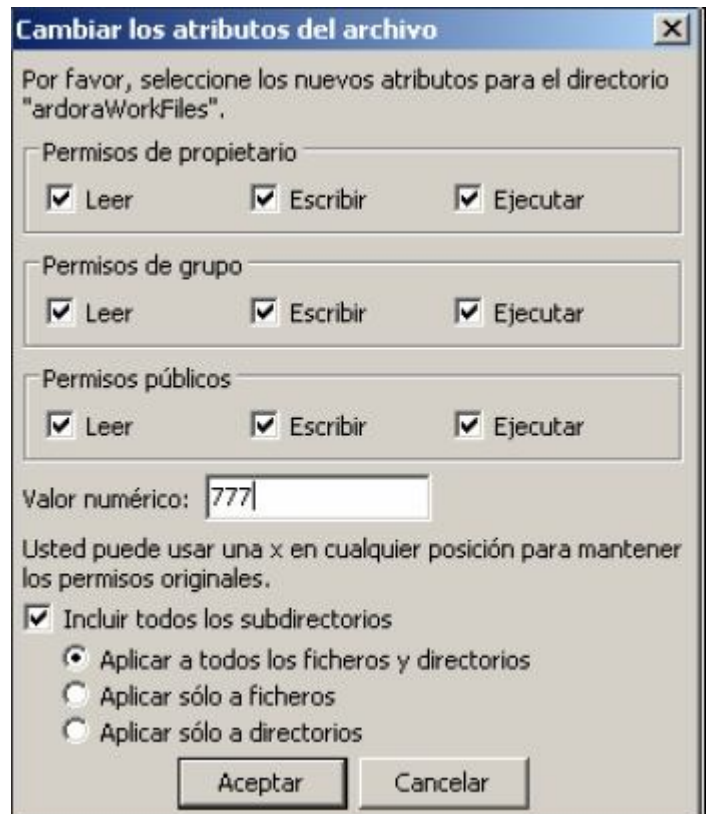 Cambiar los atributos del archivo
Por favor, seleccione los nuevos atributos para el directorio
"ardoraWorkFiles".
Permisos de propietario
Leer Escribir Ejecutar
Permisos de grupo
Leer Escribir Ejecutar
Permisos públicos
Leer Escribir Ejecutar
Valor numérico: 777
Usted puede usar una x en cualquier posición para mantener
los permisos originales.
Incluir todos los subdirectorios
Aplicar a todos los ficheros y directorios
Aplicar sólo a ficheros
Aplicar sólo a directorios
Aceptar Cancelar